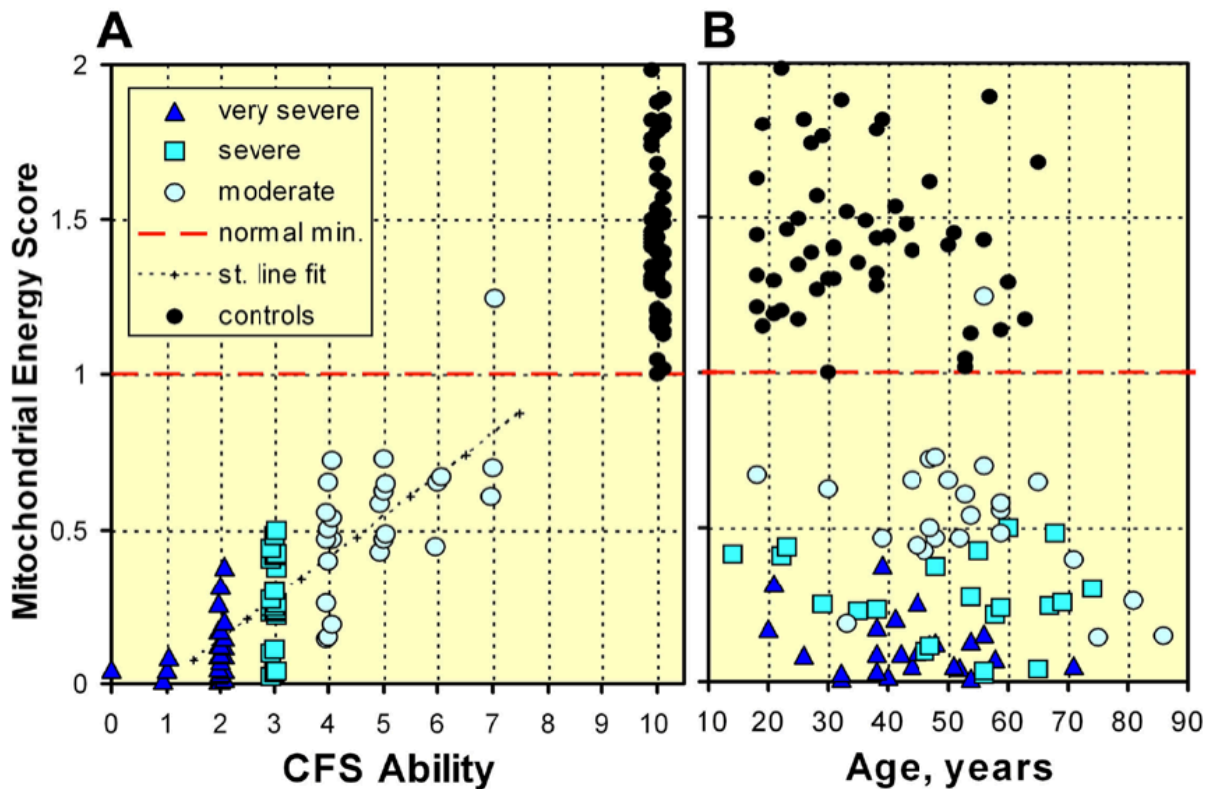 A
B
Mitochondrial Energy Score
2
1.5
1
0.5
0
very severe
severe
moderate
normal min.
st. line fit
controls
0 1 2 3 4 5 6 7 8 9 10
CFS Ability
10 20 30 40 50 60 70 80 90
Age, years